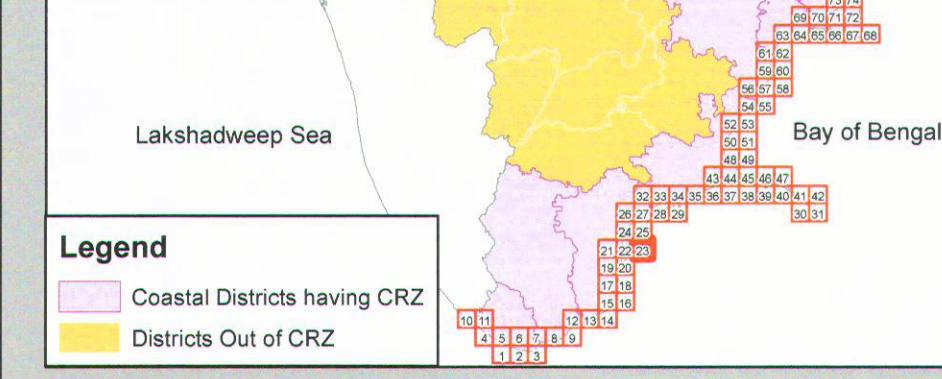 73 74
69 70 71 72
63 64 65 66 67 68
61 62
59 60
56 57 58
54 55
52 53
Lakshadweep Sea
Bay of Bengal
50 51
48 49
43 44 45 46 47
32 33 34 35 36 37 38 39 40 41 42
26 27 28 29 30 31
24 25
21 22 23
19 20
17 18
15 16
10 11 12 13 14
4 5 6 7 8 9
1 2 3
Legend
Coastal Districts having CRZ
Districts Out of CRZ